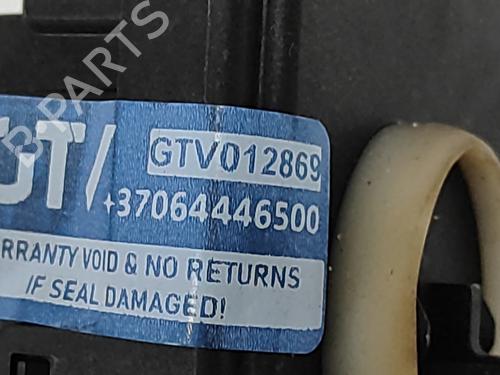 B-PARTS
GTV012869
+37064446500
RRANTY VOID & NO RETURNS
IF SEAL DAMAGED!